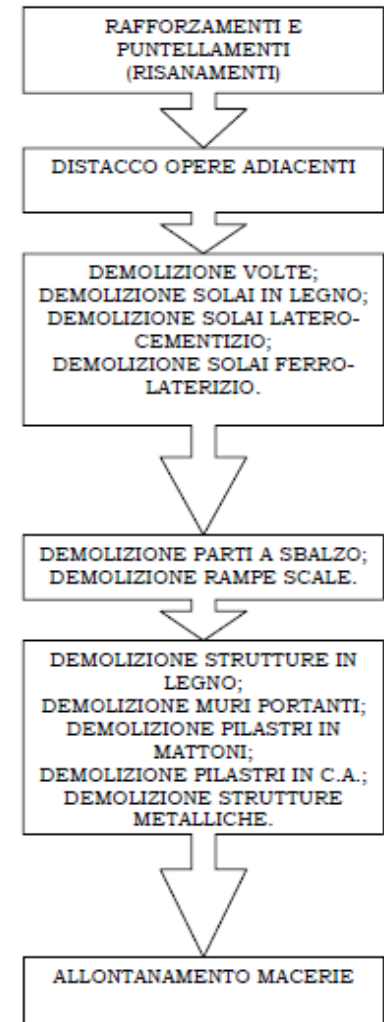 RAFFORZAMENTI E
PUNTELLAMENTI
(RISANAMENTI)
DISTACCO OPERE ADIACENTI
DEMOLIZIONE VOLTE;
DEMOLIZIONE SOLAI IN LEGNO;
DEMOLIZIONE SOLAI LATERO-
CEMENTIZIO;
DEMOLIZIONE SOLAI FERRO-
LATERIZIO.
DEMOLIZIONE PARTI A SBALZO;
DEMOLIZIONE RAMPE SCALE.
DEMOLIZIONE STRUTTURE IN
LEGNO;
DEMOLIZIONE MURI PORTANTI;
DEMOLIZIONE PILASTRI IN
MATTONI;
DEMOLIZIONE PILASTRI IN C.A.;
DEMOLIZIONE STRUTTURE
METALLICHE.
ALLONTANAMENTO MACERIE